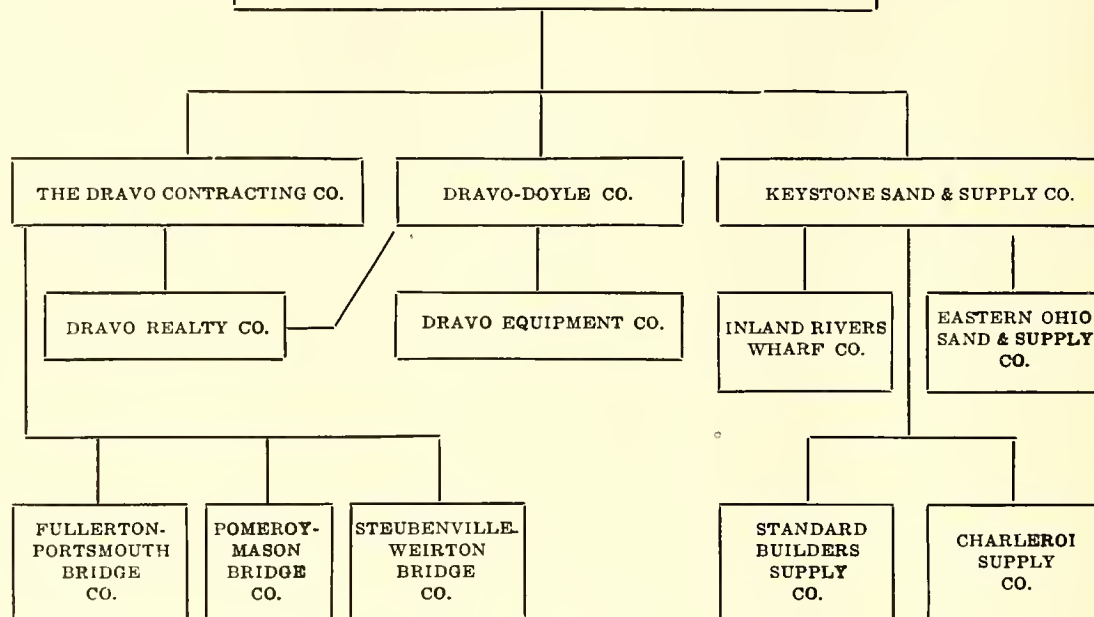 THE DRAVO CONTRACTING CO.
DRAVO-DOYLE CO.
KEYSTONE SAND & SUPPLY CO.
DRAVO REALTY CO.
DRAVO EQUIPMENT CO.
INLAND RIVERS
WHARF CO.
EASTERN OHIO
SAND & SUPPLY
CO.
FULLERTON-
PORTSMOUTH
BRIDGE
CO.
POMEROY-
MASON
BRIDGE
CO.
STEUBENVILLE-
WEIRTON
BRIDGE
CO.
STANDARD
BUILDERS
SUPPLY
CO.
CHARLEROI
SUPPLY
CO.